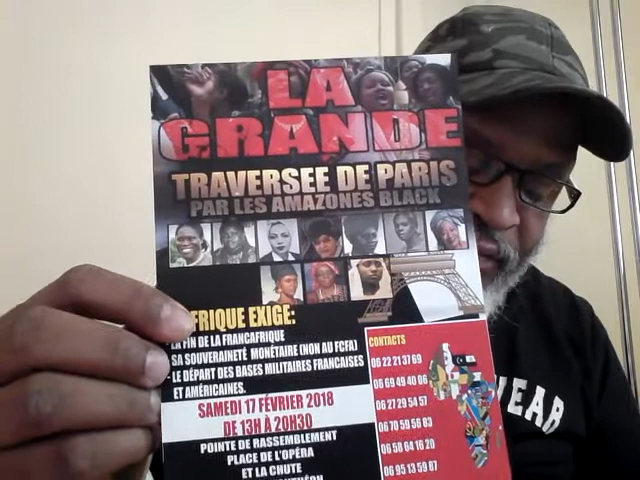 LA
GRANDE
TRAVERSEE DE PARIS
PAR LES AMAZONES BLACK
FRIQUE EXIGE:
LA FIN DE LA FRANCAFRIQUE
SA SOUVERAINETÉ MONÉTAIRE (NON AU FCFA)
- LE DÉPART DES BASES MILITAIRES FRANCAISES
ET AMÉRICAINES.
SAMEDI 17 FÉVRIER 2018
DE 13H À 20H30
POINTE DE RASSEMBLEMENT
PLACE DE L'OPÉRA
ET LA CHUTE
CONTACTS
06 22 21 37 69
06 69 49 40 06
06 27 29 54 57
06 70 59 56 83
06 58 64 16 20
06 95 13 59 87
WEAR